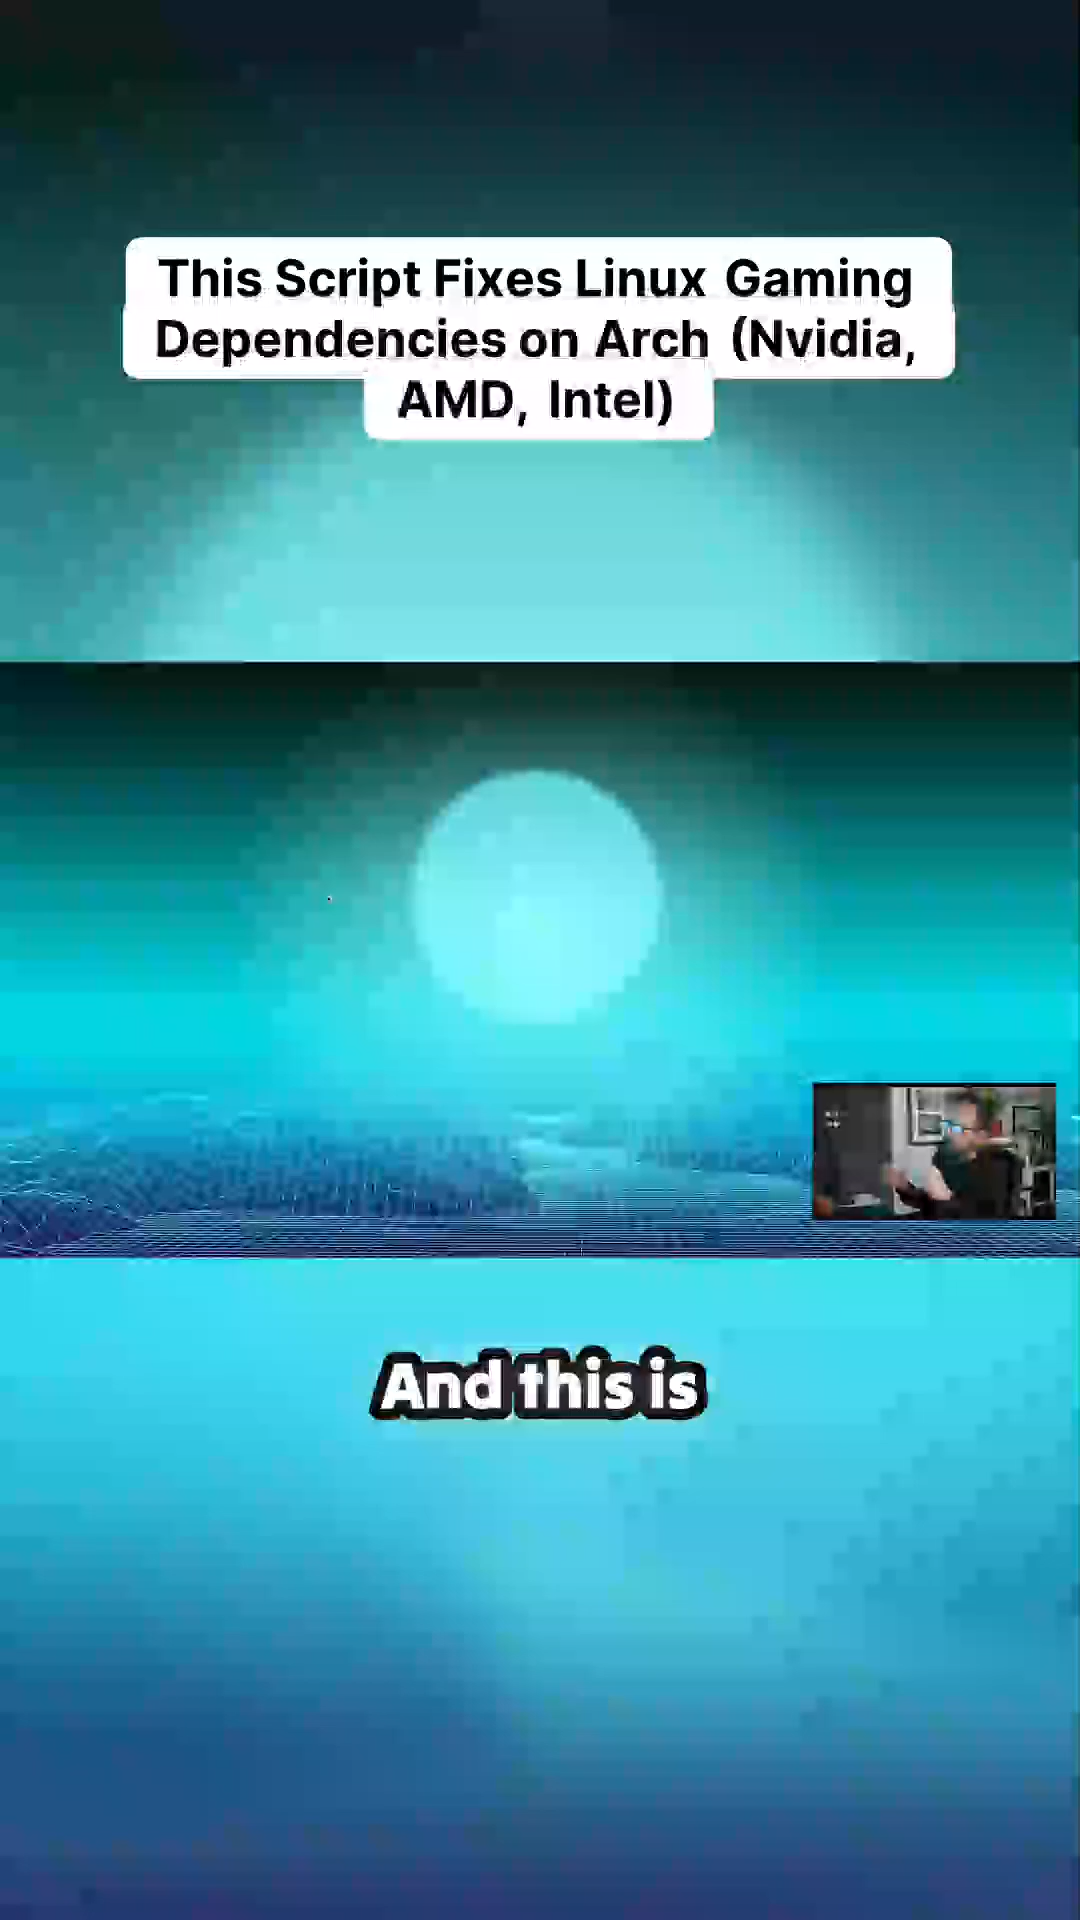 This Script Fixes Linux Gaming
Dependencies on Arch (Nvidia,
AMD, Intel)
And this is